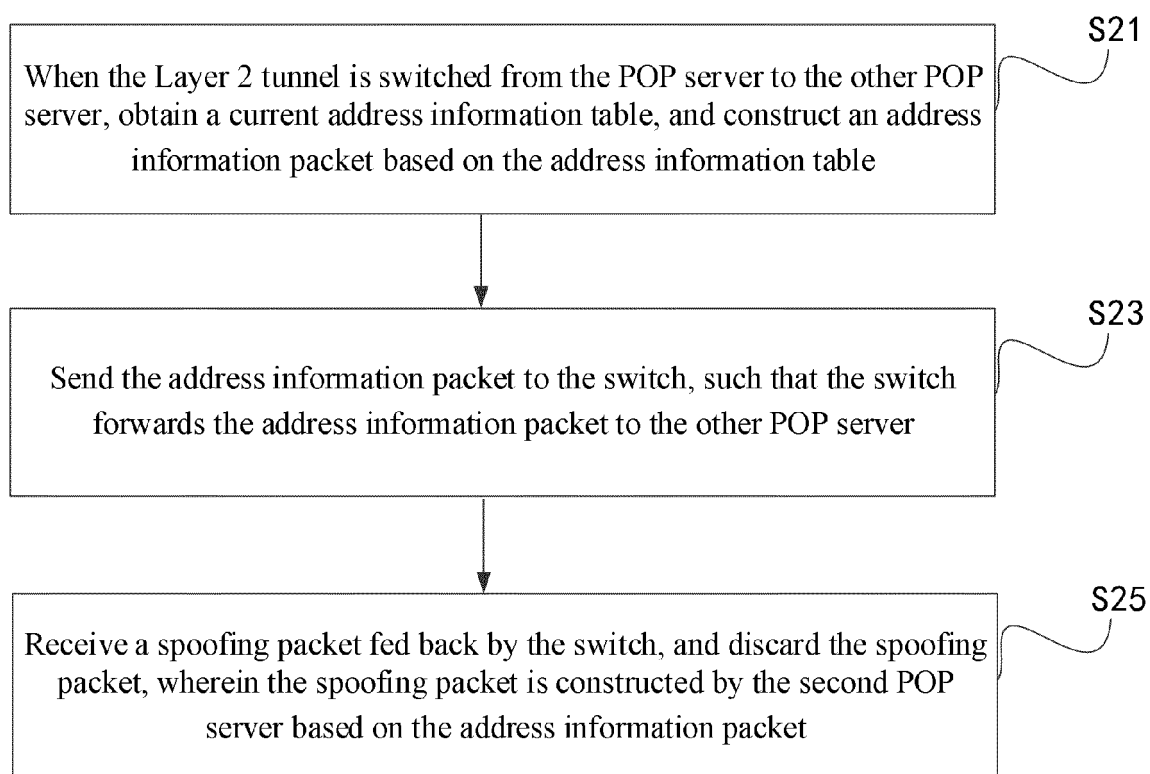 S21
When the Layer 2 tunnel is switched from the POP server to the other POP
server, obtain a current address information table, and construct an address
information packet based on the address information table
S23
Send the address information packet to the switch, such that the switch
forwards the address information packet to the other POP server
S25
Receive a spoofing packet fed back by the switch, and discard the spoofing
packet, wherein the spoofing packet is constructed by the second POP
server based on the address information packet